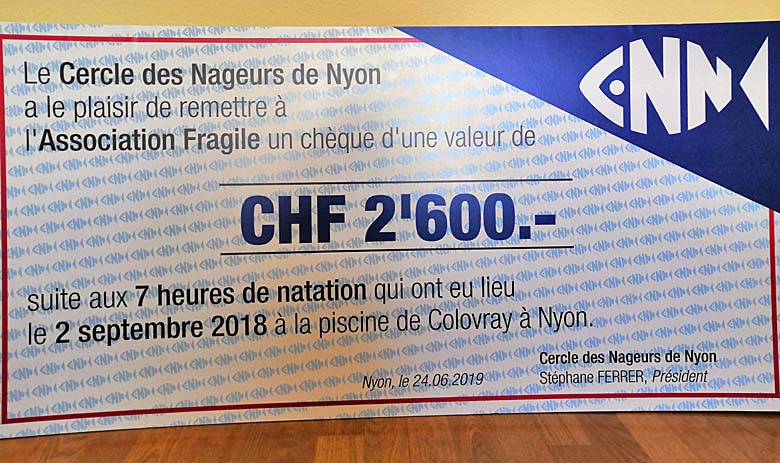 CNN
Le Cercle des Nageurs de Nyon
a le plaisir de remettre à
l'Association Fragile un chèque d'une valeur de
CHF 2'600.-
suite aux 7 heures de natation qui ont eu lieu
le 2 septembre 2018 à la piscine de Colovray à Nyon.
Cercle des Nageurs de Nyon
Nyon, le 24.06.2019
Stéphane FERRER, Président